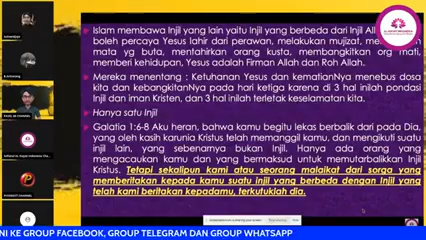 Islam membawa Injil yang lain yaitu Injil yang berbeda dari Injil All
boleh percaya Yesus lahir dari perawan, melakukan mujizat,
mata yg buta, mentahirkan orang kusta, membangkitkan org mati,
memberi kehidupan, Yesus adalah Firman Allah dan Roh Allah.
Mereka menentang : Ketuhanan Yesus dan kematianNya menebus dosa
kita dan kebangkitanNya pada hari ketiga karena di 3 hal inilah pondasi
Injil dan iman Kristen, dan 3 hal inilah terletak keselamatan kita.
Hanya satu Injil
Galatia 1:6-8 Aku heran, bahwa kamu begitu lekas berbalik dari pada Dia,
yang oleh kasih karunia Kristus telah memanggil kamu, dan mengikuti suatu
injil lain, yang sebenarnya bukan Injil. Hanya ada orang yang
mengacaukan kamu dan yang bermaksud untuk memutarbalikkan Injil
Kristus. Tetapi sekalipun kami atau seorang malaikat dari sorga yang
memberitakan kepada kamu suatu injil yang berbeda dengan Injil yang
telah kami beritakan kepadamu, terkutuklah dia.
NI KE GROUP FACEBOOK, GROUP TELEGRAM DAN GROUP WHATSAPP